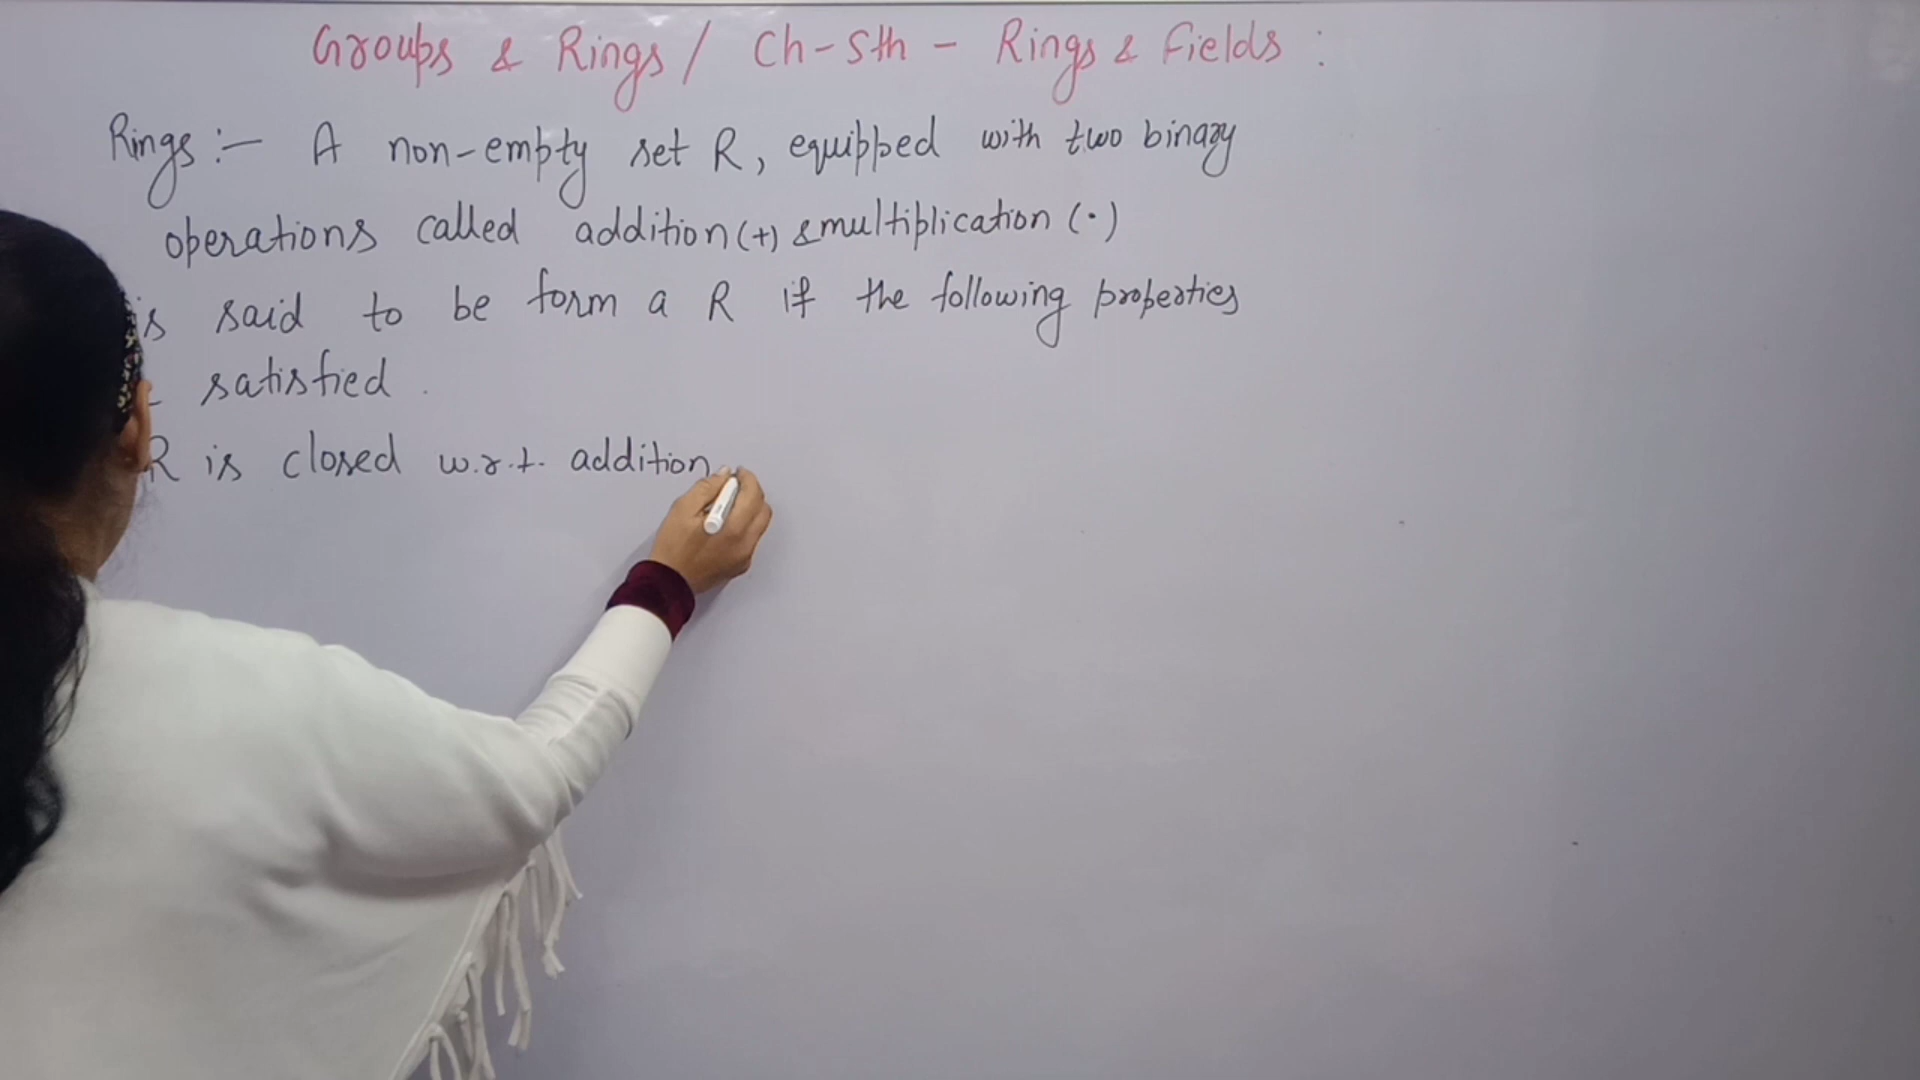 Groups & Rings / Ch-5th - Rings & Fields :
Rings :- A non-empty set R, equipped with two binary
operations called addition (+) & multiplication (·)
is said to be form a R if the following properties
satisfied.
R is closed w.r.t. addition